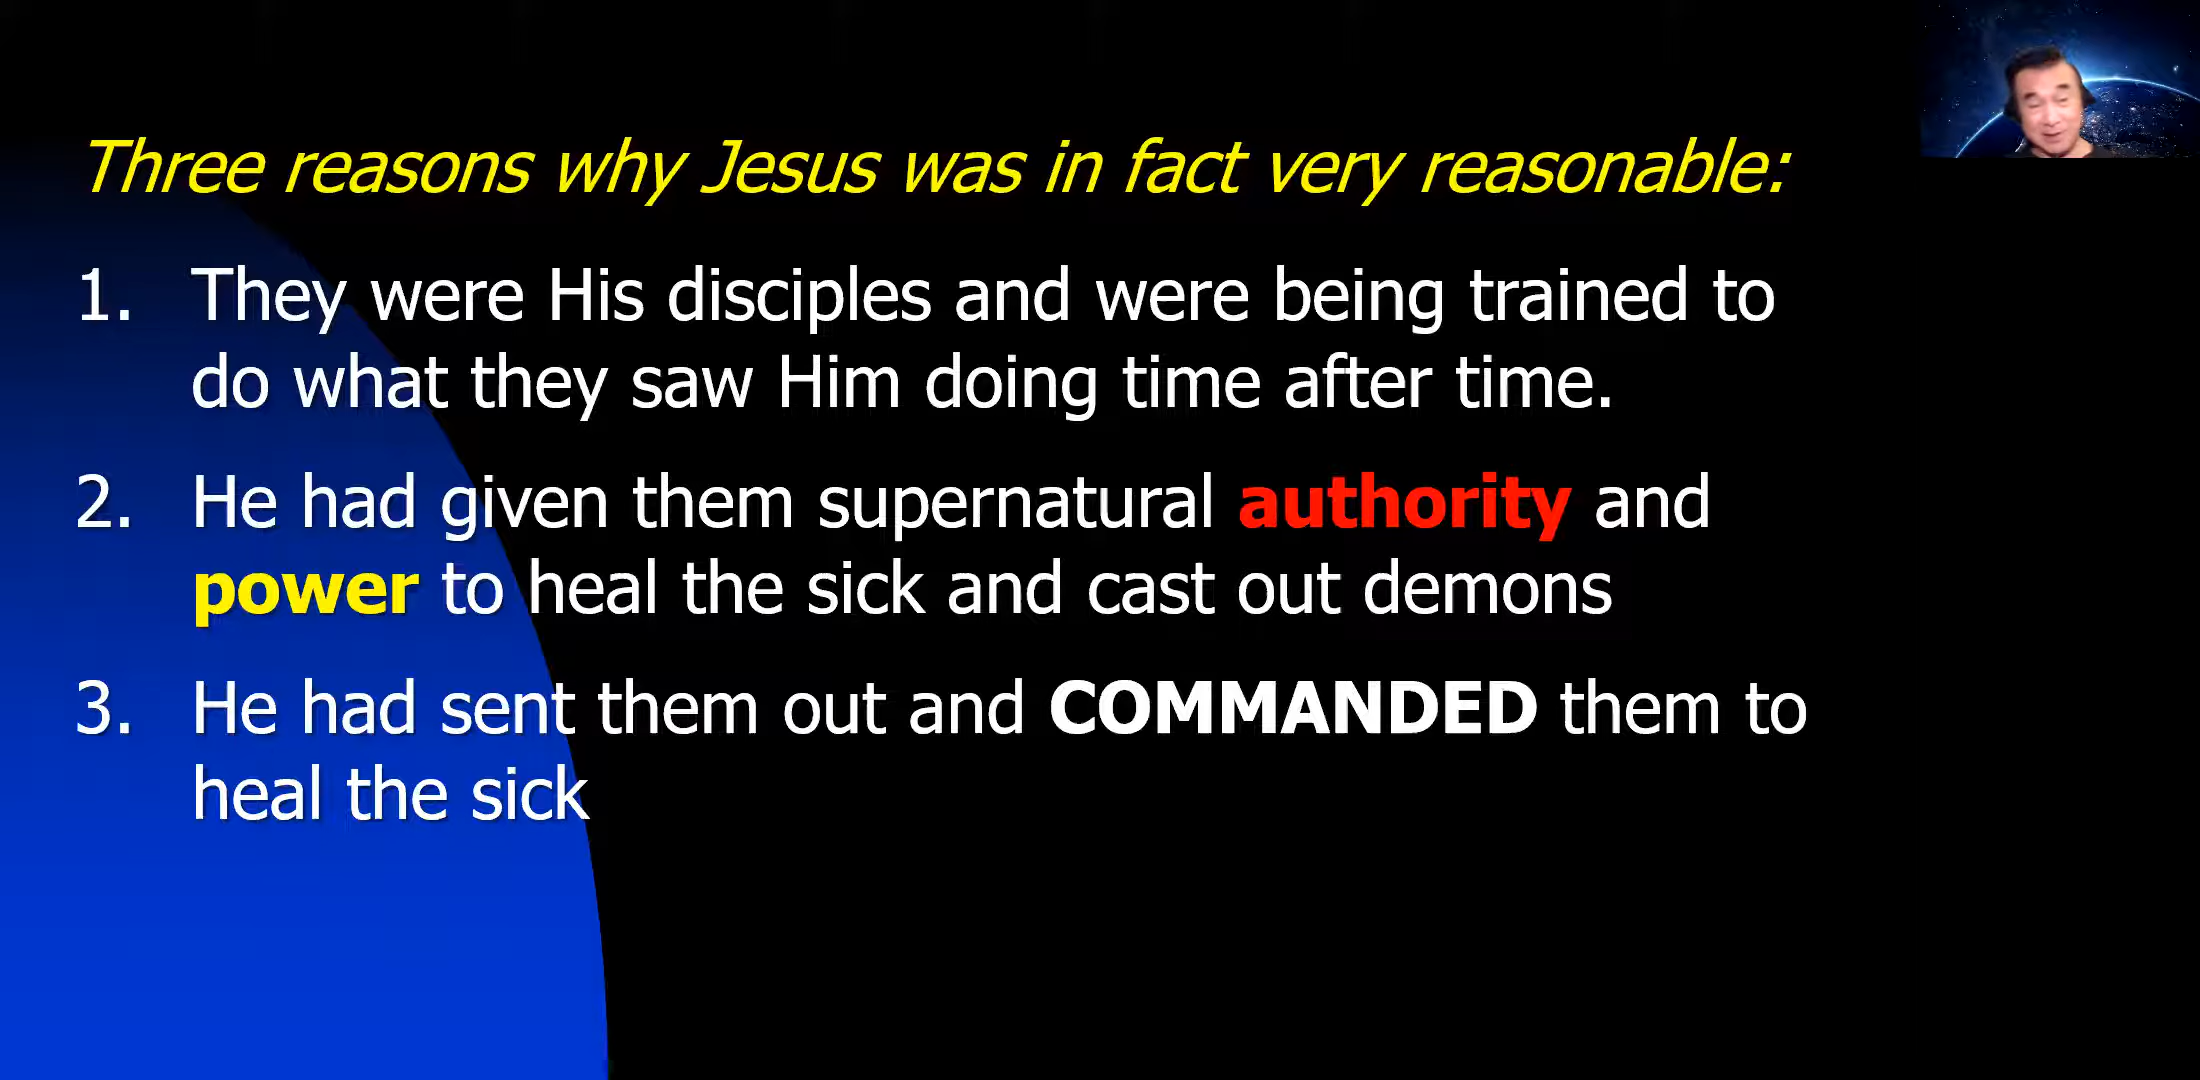 Three reasons why Jesus was in fact very reasonable:
1. They were His disciples and were being trained to
do what they saw Him doing time after time.
2. He had given them supernatural authority and
power to heal the sick and cast out demons
3. He had sent them out and COMMANDED them to
heal the sick